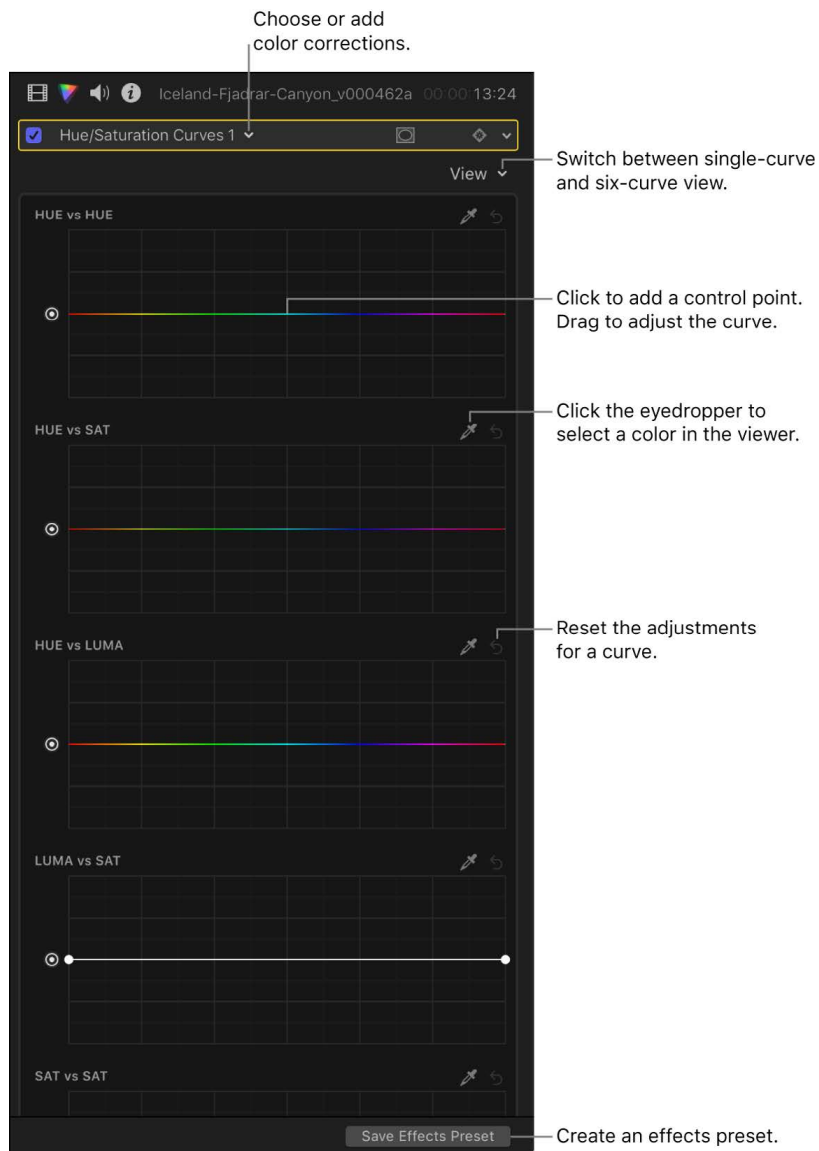 Choose or add
color corrections.
Iceland-Fjadrar-Canyon_v000462a 00:00:13:24
Hue/Saturation Curves 1
View
Switch between single-curve
and six-curve view.
HUE vs HUE
Click to add a control point.
Drag to adjust the curve.
Click the eyedropper to
select a color in the viewer.
HUE vs SAT
Reset the adjustments
for a curve.
HUE vs LUMA
LUMA vs SAT
SAT vs SAT
Save Effects Preset
Create an effects preset.